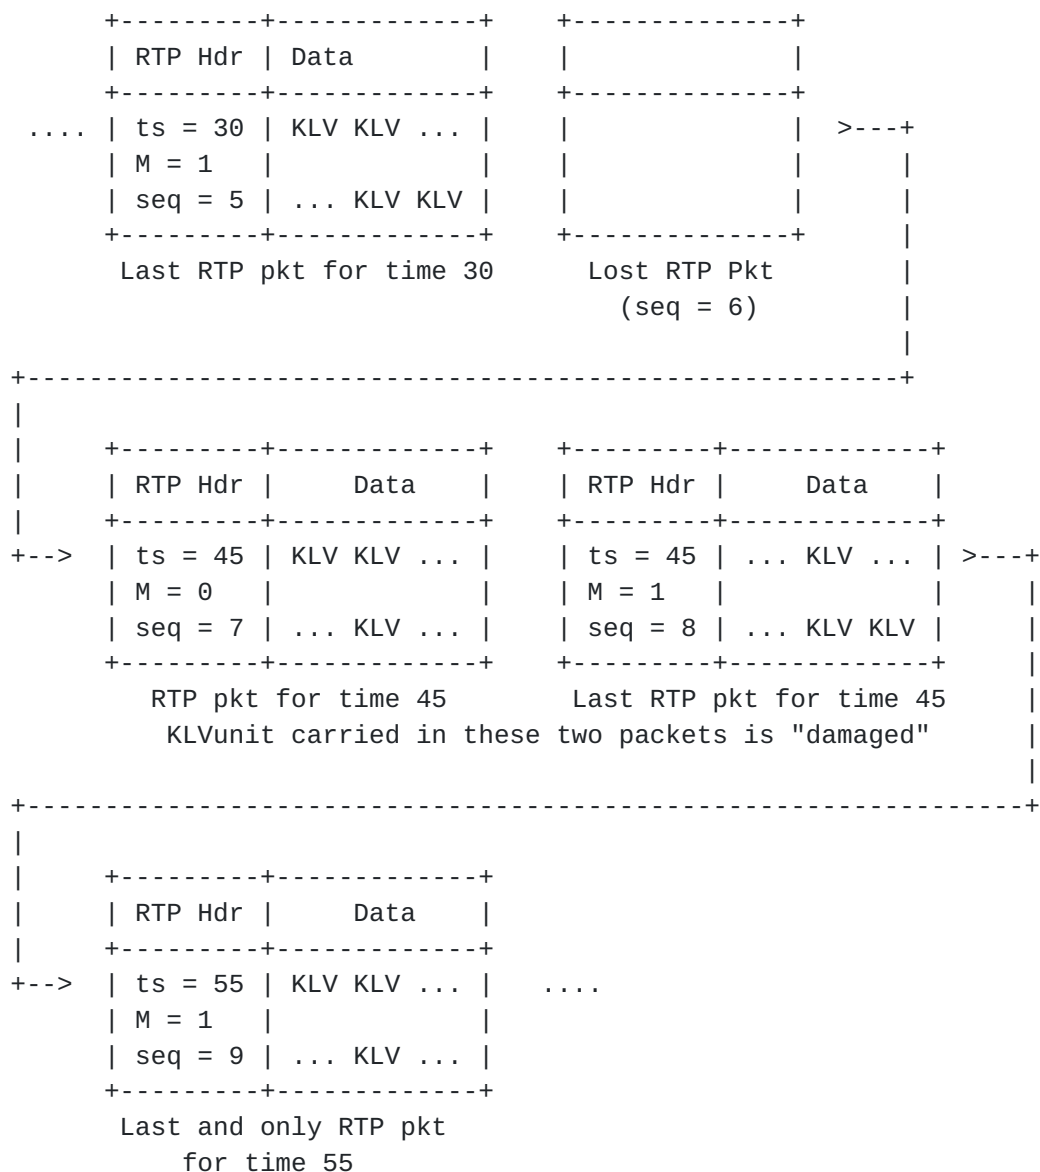 +---------+-------------+    +--------------+
      | RTP Hdr | Data        |    |              |
      +---------+-------------+    +--------------+
 .... | ts = 30 | KLV KLV ... |    |              |  >---+
      | M = 1   |             |    |              |      |
      | seq = 5 | ... KLV KLV |    |              |      |
      +---------+-------------+    +--------------+      |
       Last RTP pkt for time 30      Lost RTP Pkt        |
                                       (seq = 6)         |
                                                         |
+--------------------------------------------------------+
|
|     +---------+-------------+    +---------+-------------+
|     | RTP Hdr |     Data    |    | RTP Hdr |     Data    |
|     +---------+-------------+    +---------+-------------+
+-->  | ts = 45 | KLV KLV ... |    | ts = 45 | ... KLV ... | >---+
      | M = 0   |             |    | M = 1   |             |     |
      | seq = 7 | ... KLV ... |    | seq = 8 | ... KLV KLV |     |
      +---------+-------------+    +---------+-------------+     |
         RTP pkt for time 45        Last RTP pkt for time 45     |
          KLVunit carried in these two packets is "damaged"      |
                                                                 |
+----------------------------------------------------------------+
|
|     +---------+-------------+
|     | RTP Hdr |     Data    |
|     +---------+-------------+
+-->  | ts = 55 | KLV KLV ... |   ....
      | M = 1   |             |
      | seq = 9 | ... KLV ... |
      +---------+-------------+
       Last and only RTP pkt
           for time 55